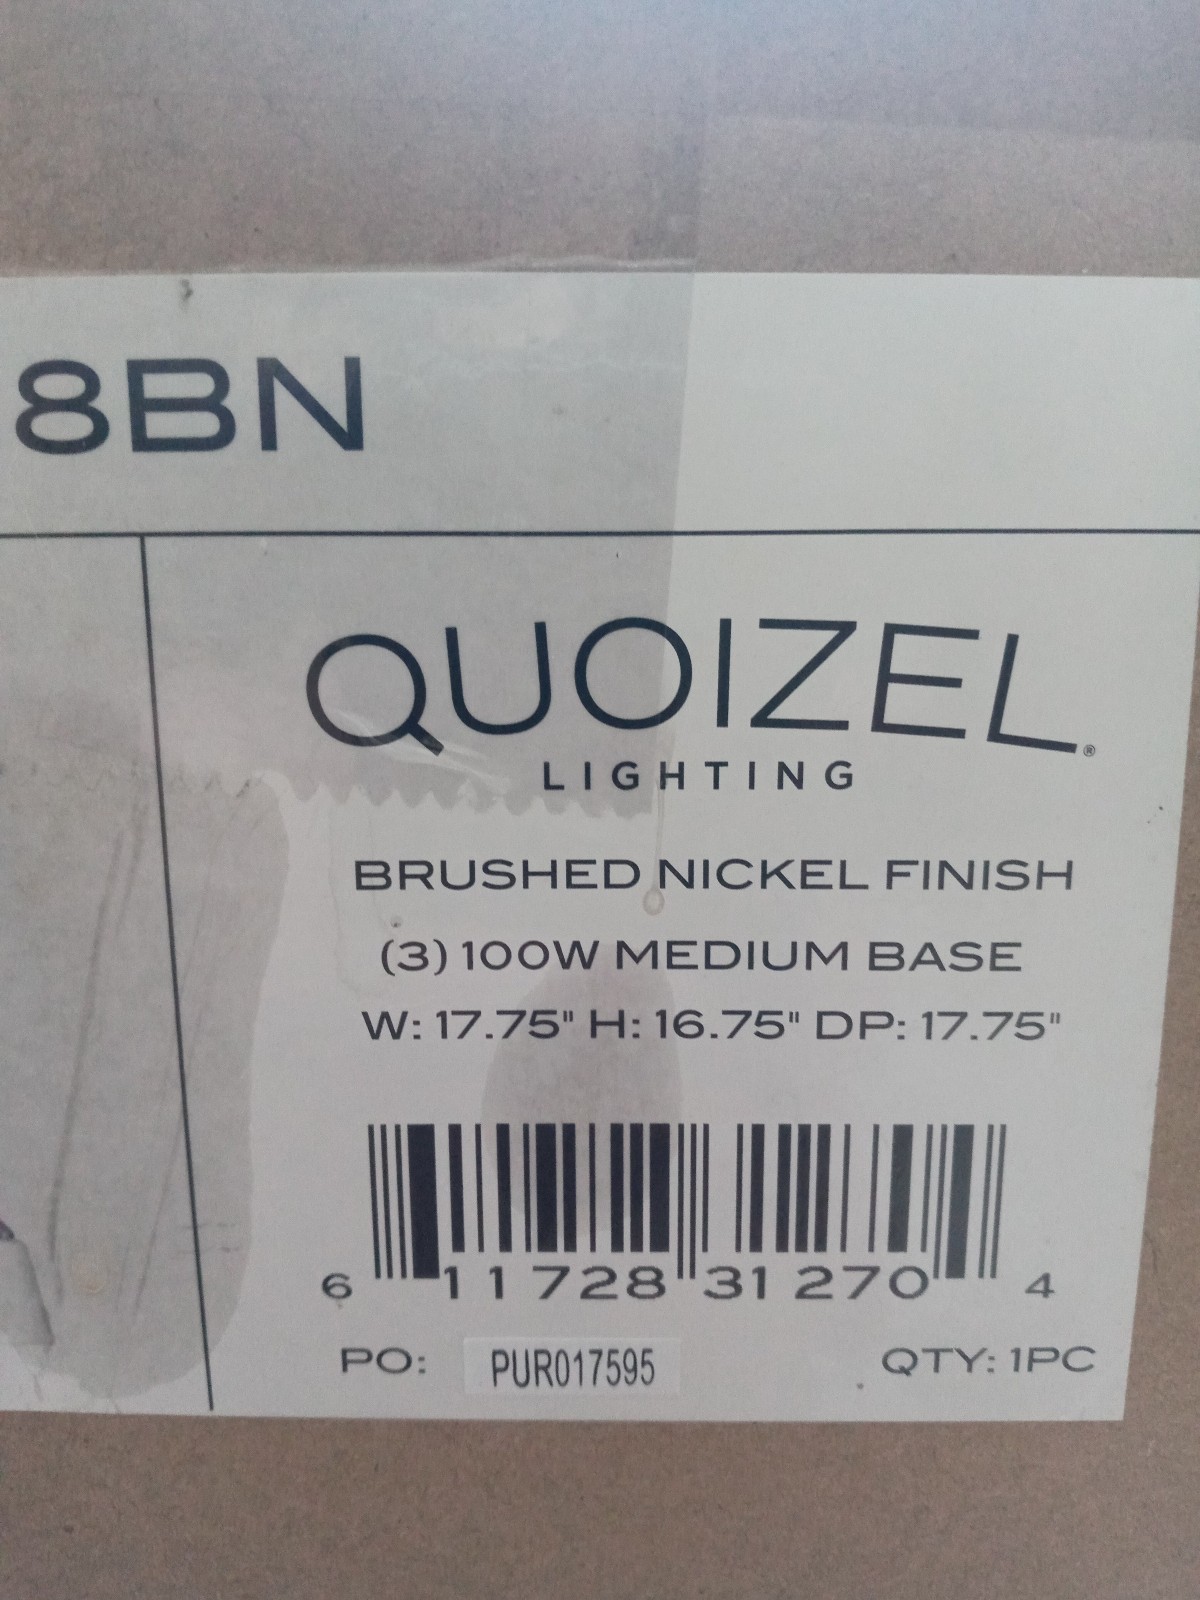 8BN
QUOIZEL®
LIGHTING
BRUSHED NICKEL FINISH
(3) 100W MEDIUM BASE
W: 17.75" H: 16.75" DP: 17.75"
6 11728 31270 4
PO: PUR017595 QTY: 1PC